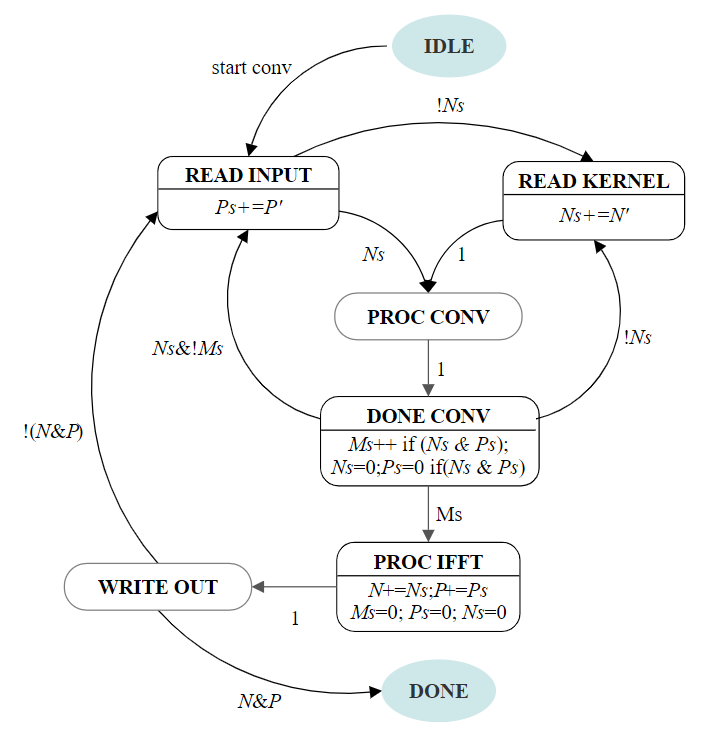 IDLE
start conv
!Ns
READ INPUT
Ps+=P'
READ KERNEL
Ns+=N'
Ns
1
PROC CONV
Ns&!Ms
1
!Ns
DONE CONV
Ms++ if (Ns & Ps);
Ns=0;Ps=0 if(Ns & Ps)
!(N&P)
Ms
PROC IFFT
N+=Ns;P+=Ps
Ms=0; Ps=0; Ns=0
WRITE OUT
1
DONE
N&P